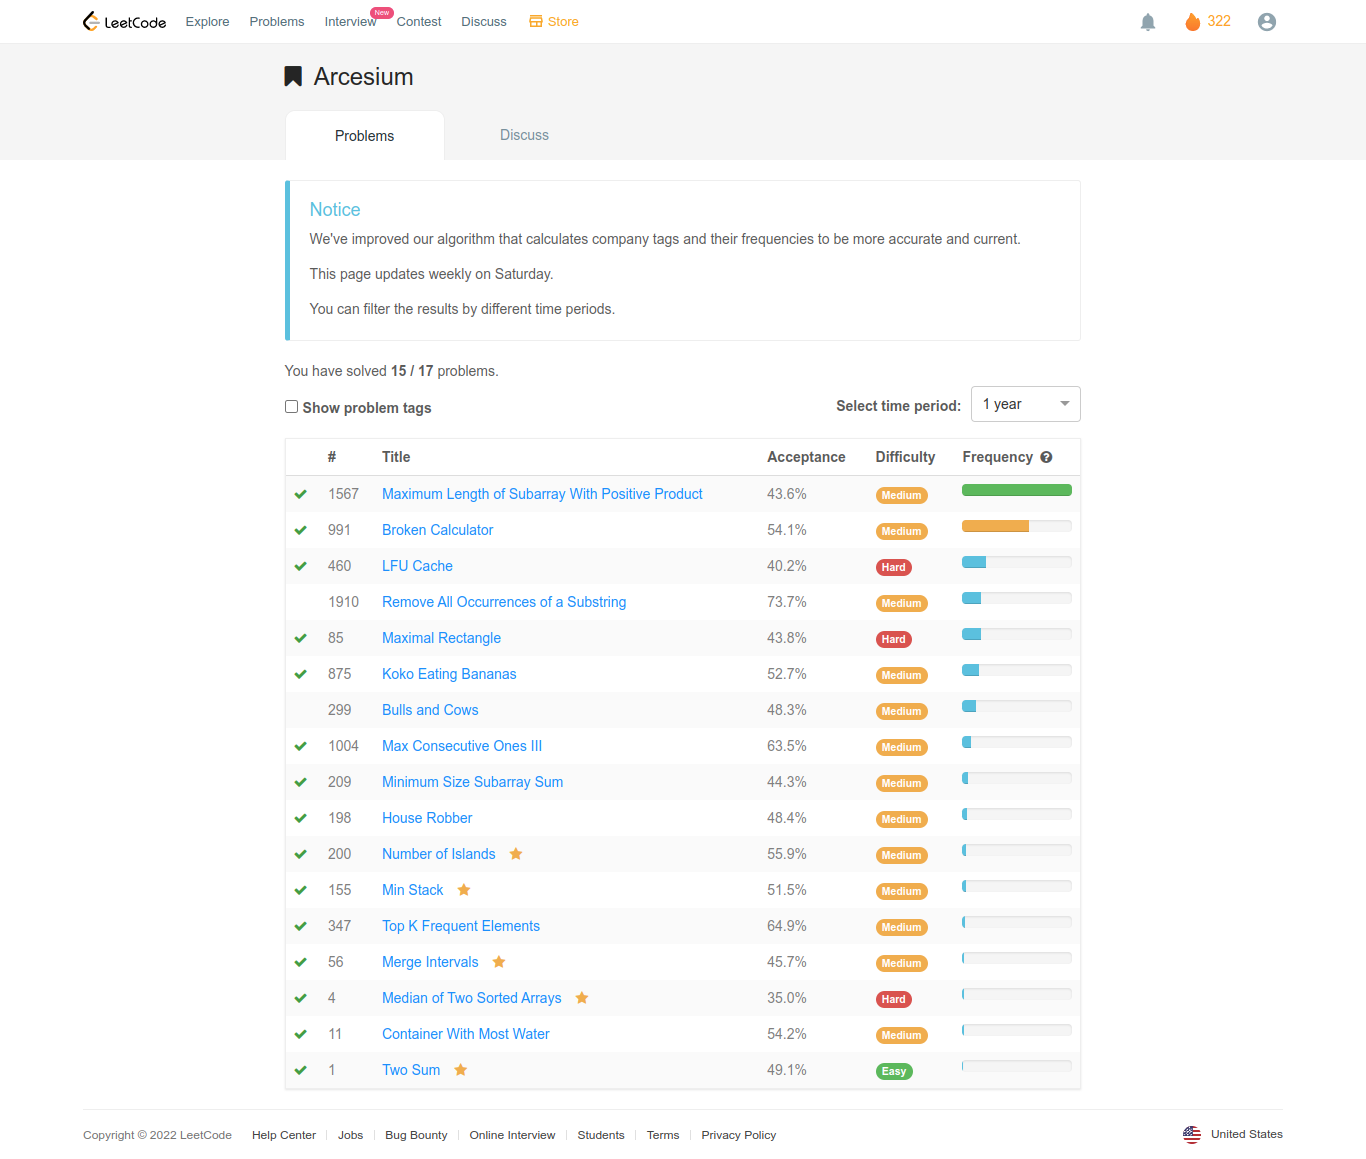 LeetCode Explore Problems Interview New Contest Discuss Store 322
Arcesium
Problems Discuss
Notice
We've improved our algorithm that calculates company tags and their frequencies to be more accurate and current.
This page updates weekly on Saturday.
You can filter the results by different time periods.
You have solved 15 / 17 problems.
Show problem tags Select time period: 1 year
# Title Acceptance Difficulty Frequency ?
1567 Maximum Length of Subarray With Positive Product 43.6% Medium
991 Broken Calculator 54.1% Medium
460 LFU Cache 40.2% Hard
1910 Remove All Occurrences of a Substring 73.7% Medium
85 Maximal Rectangle 43.8% Hard
875 Koko Eating Bananas 52.7% Medium
299 Bulls and Cows 48.3% Medium
1004 Max Consecutive Ones III 63.5% Medium
209 Minimum Size Subarray Sum 44.3% Medium
198 House Robber 48.4% Medium
200 Number of Islands 55.9% Medium
155 Min Stack 51.5% Medium
347 Top K Frequent Elements 64.9% Medium
56 Merge Intervals 45.7% Medium
4 Median of Two Sorted Arrays 35.0% Hard
11 Container With Most Water 54.2% Medium
1 Two Sum 49.1% Easy
Copyright © 2022 LeetCode Help Center Jobs Bug Bounty Online Interview Students Terms Privacy Policy United States